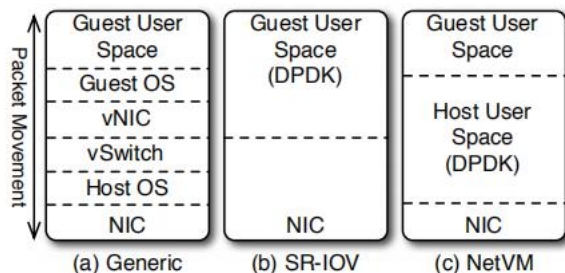 Packet Movement
Guest User
Space
Guest OS
vNIC
vSwitch
Host OS
NIC
(a) Generic
Guest User
Space
(DPDK)
NIC
(b) SR-IOV
Guest User
Space
Host User
Space
(DPDK)
NIC
(c) NetVM